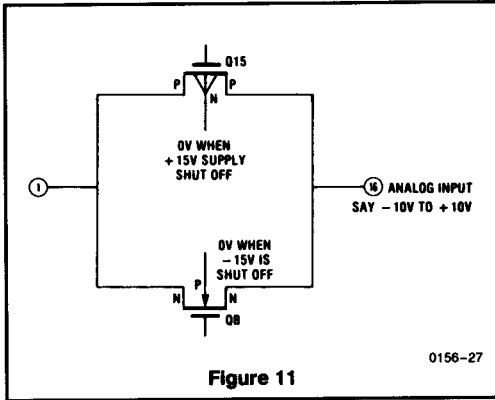 Q15
P
P
N
0V WHEN
+15V SUPPLY
SHUT OFF
1
16 ANALOG INPUT
SAY –10V TO +10V
0V WHEN
–15V IS
SHUT OFF
P
N
N
Q8
0156–27
Figure 11